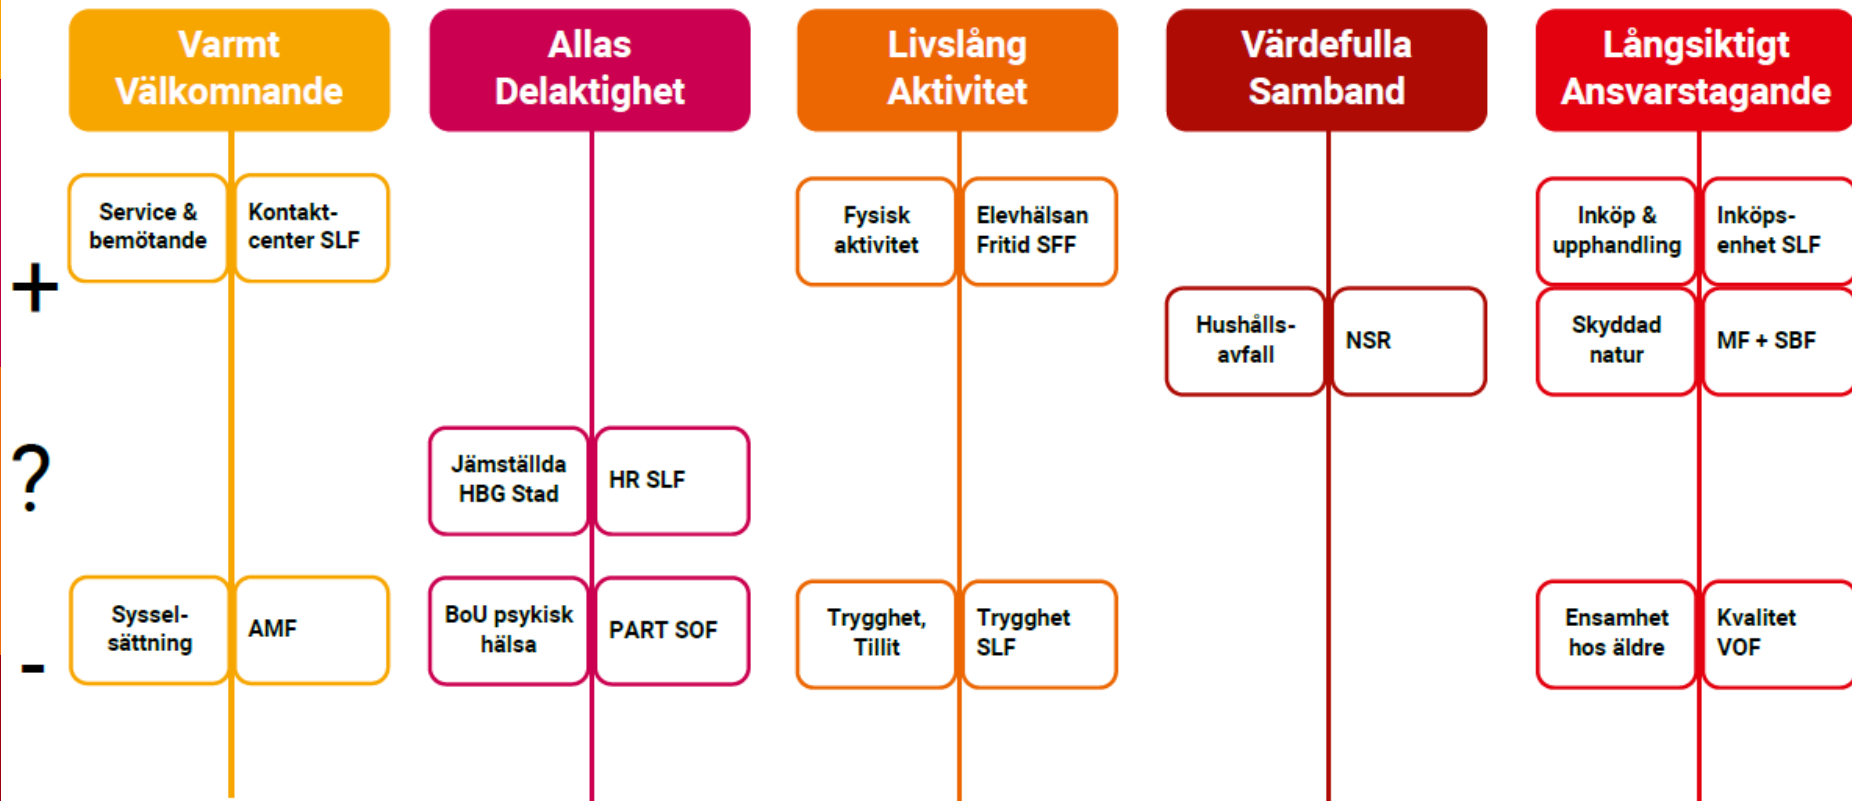 Varmt
Välkomnande
Allas
Delaktighet
Livslång
Aktivitet
Värdefulla
Samband
Långsiktigt
Ansvarstagande
+
Service &
bemötande
Kontakt-
center SLF
Fysisk
aktivitet
Elevhälsan
Fritid SFF
Inköp &
upphandling
Inköps-
enhet SLF
Hushålls-
avfall
NSR
Skyddad
natur
MF + SBF
?
Jämställda
HBG Stad
HR SLF
-
Syssel-
sättning
AMF
BoU psykisk
hälsa
PART SOF
Trygghet,
Tillit
Trygghet
SLF
Ensamhet
hos äldre
Kvalitet
VOF